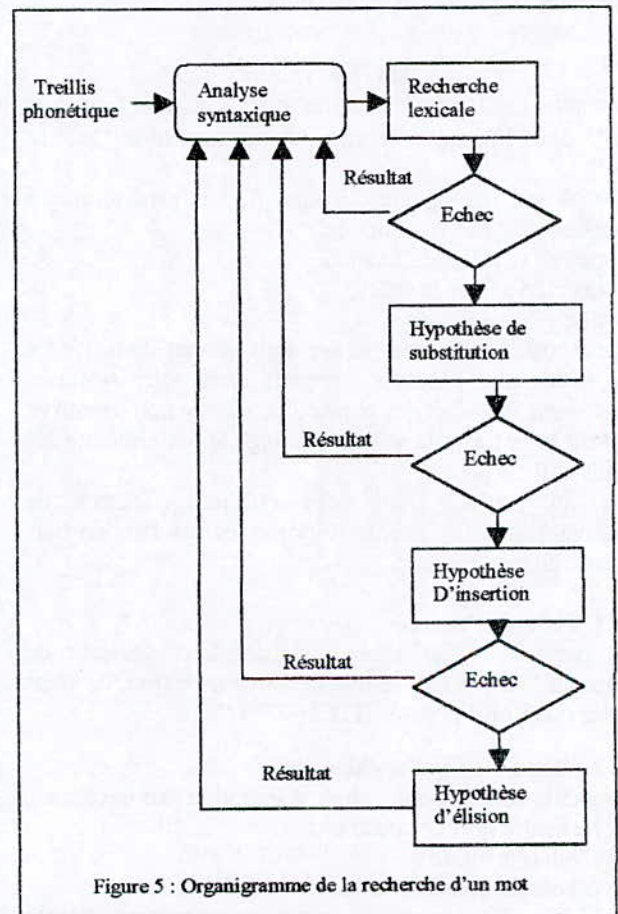 Treillis
phonétique
Analyse
syntaxique
Recherche
lexicale
Résultat
Echec
Hypothèse de
substitution
Résultat
Echec
Hypothèse
D'insertion
Résultat
Echec
Résultat
Hypothèse
d'élision
Figure 5 : Organigramme de la recherche d'un mot